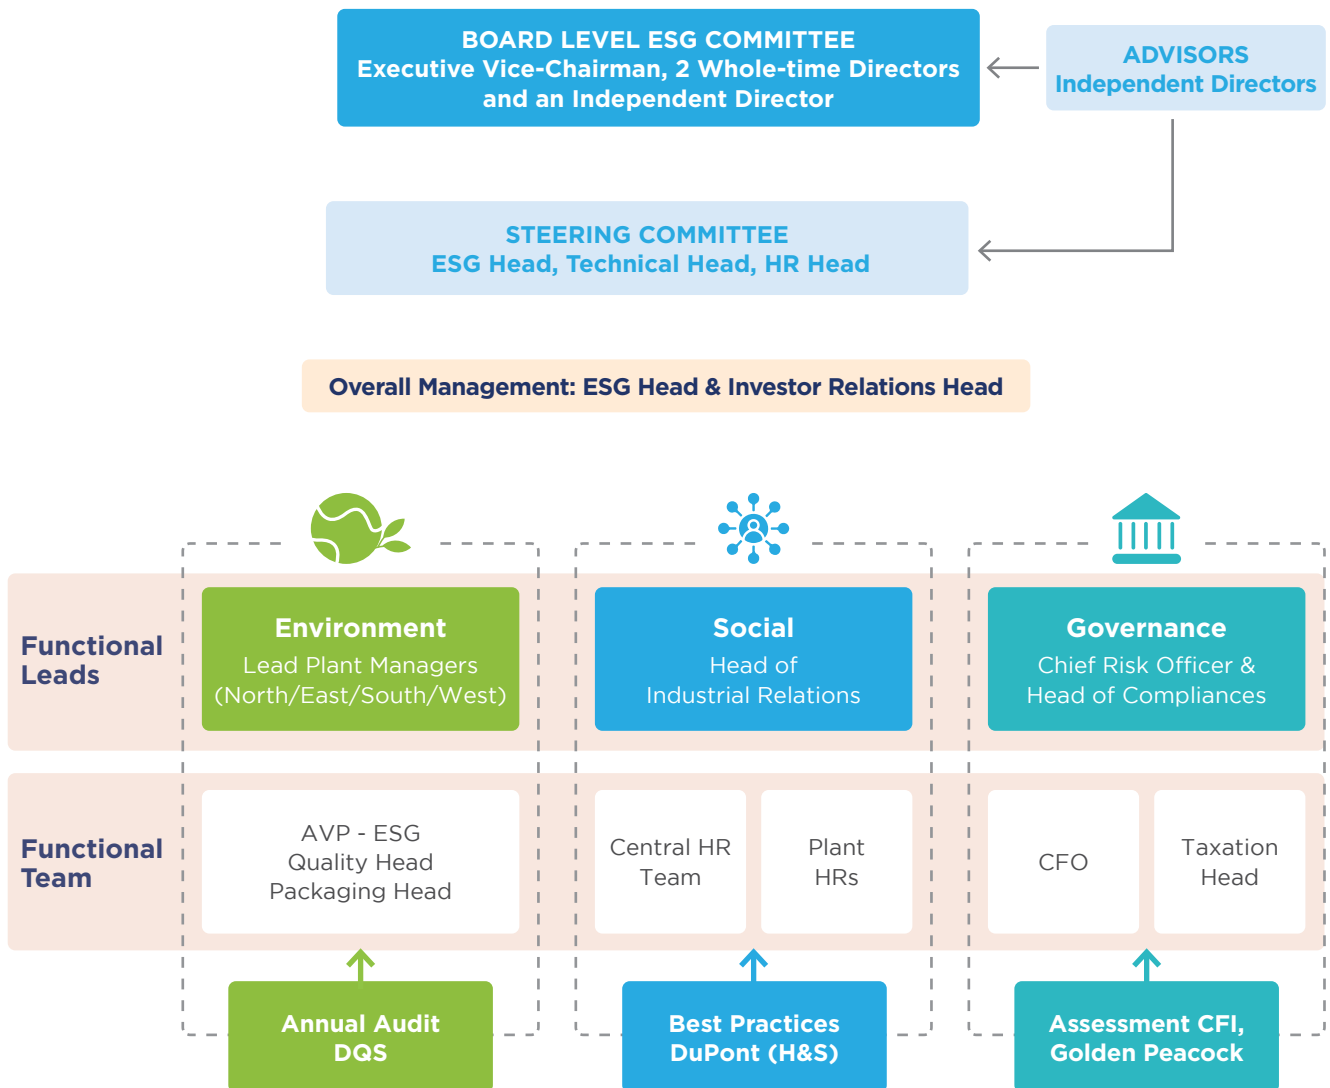 BOARD LEVEL ESG COMMITTEE
Executive Vice-Chairman, 2 Whole-time Directors
and an Independent Director
ADVISORS
Independent Directors
STEERING COMMITTEE
ESG Head, Technical Head, HR Head
Overall Management: ESG Head & Investor Relations Head
Functional
Leads
Environment
Lead Plant Managers
(North/East/South/West)
Social
Head of
Industrial Relations
Governance
Chief Risk Officer &
Head of Compliances
Functional
Team
AVP - ESG
Quality Head
Packaging Head
Central HR
Team
Plant
HRs
CFO
Taxation
Head
Annual Audit
DQS
Best Practices
DuPont (H&S)
Assessment CFI,
Golden Peacock